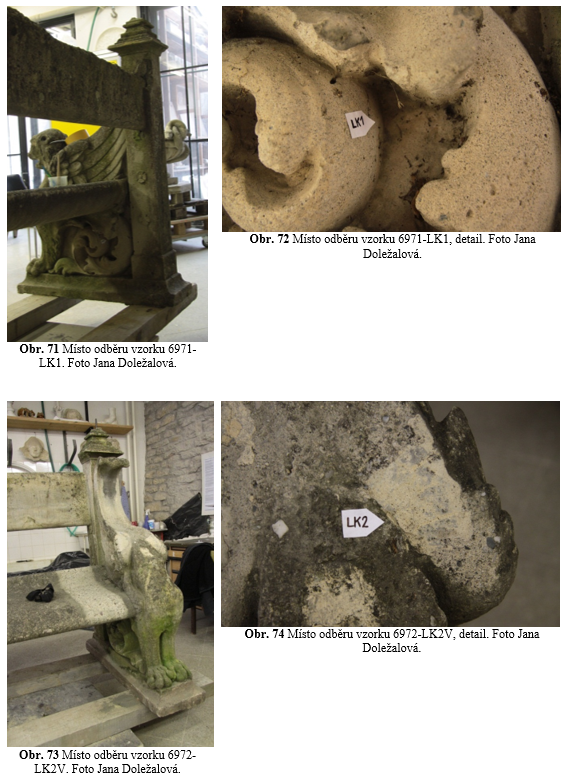 LK1
Obr. 72 Místo odběru vzorku 6971-LK1, detail. Foto Jana
Doležalová.
Obr. 71 Místo odběru vzorku 6971-
LK1. Foto Jana Doležalová.
LK2
Obr. 74 Místo odběru vzorku 6972-LK2V, detail. Foto Jana
Doležalová.
Obr. 73 Místo odběru vzorku 6972-
LK2V. Foto Jana Doležalová.